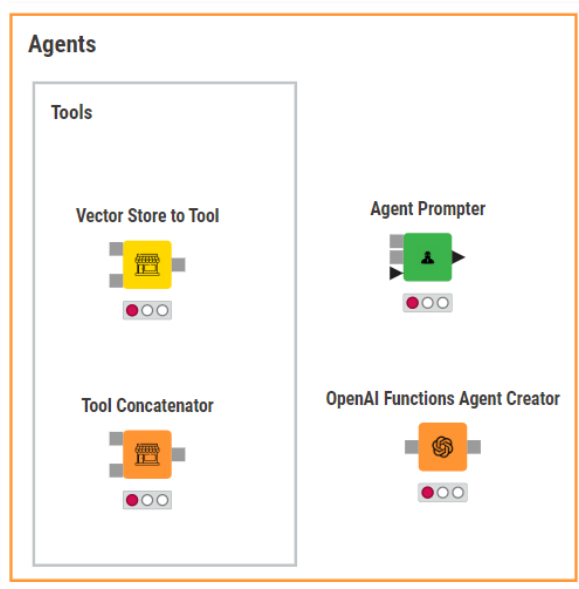 Agents
Tools
Vector Store to Tool
Agent Prompter
Tool Concatenator
OpenAI Functions Agent Creator